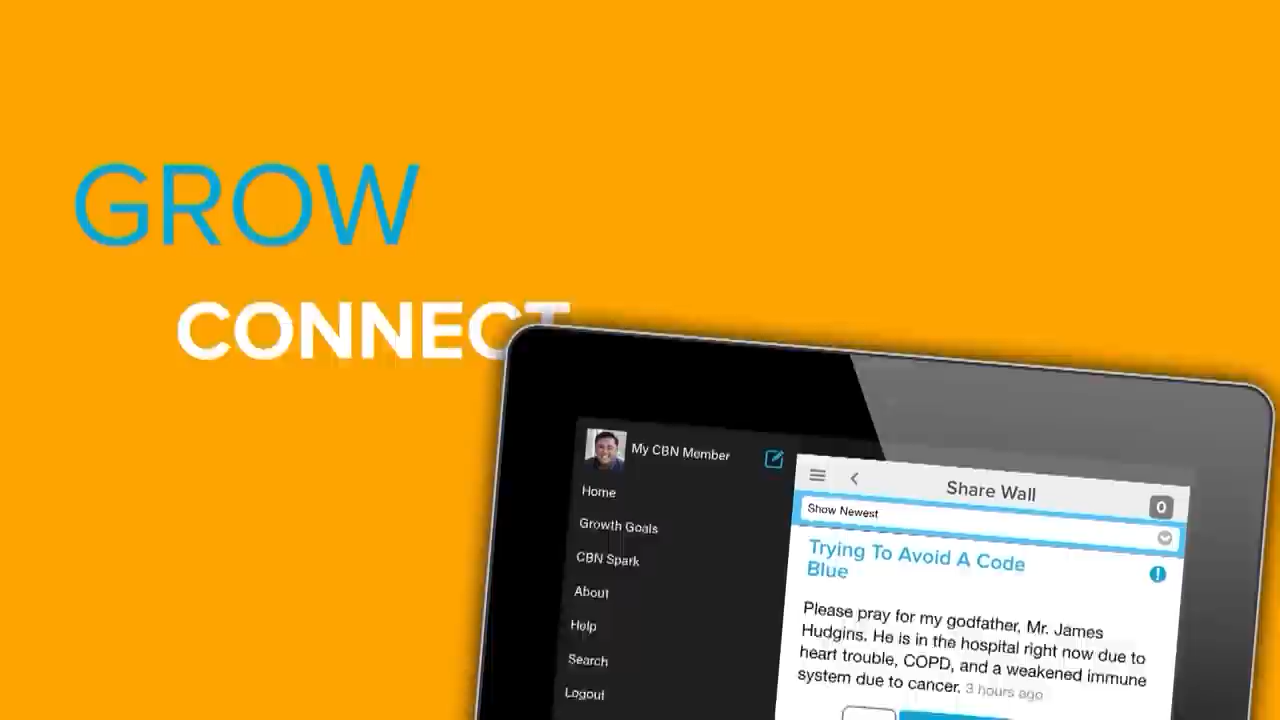 GROW
CONNECT
My CBN Member
Home
Growth Goals
CBN Spark
About
Help
Search
Logout
Share Wall
0
Show Newest
Trying To Avoid A Code
Blue
Please pray for my godfather, Mr. James
Hudgins. He is in the hospital right now due to
heart trouble, COPD, and a weakened immune
system due to cancer. 3 hours ago